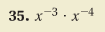 35. x⁻³ · x⁻⁴